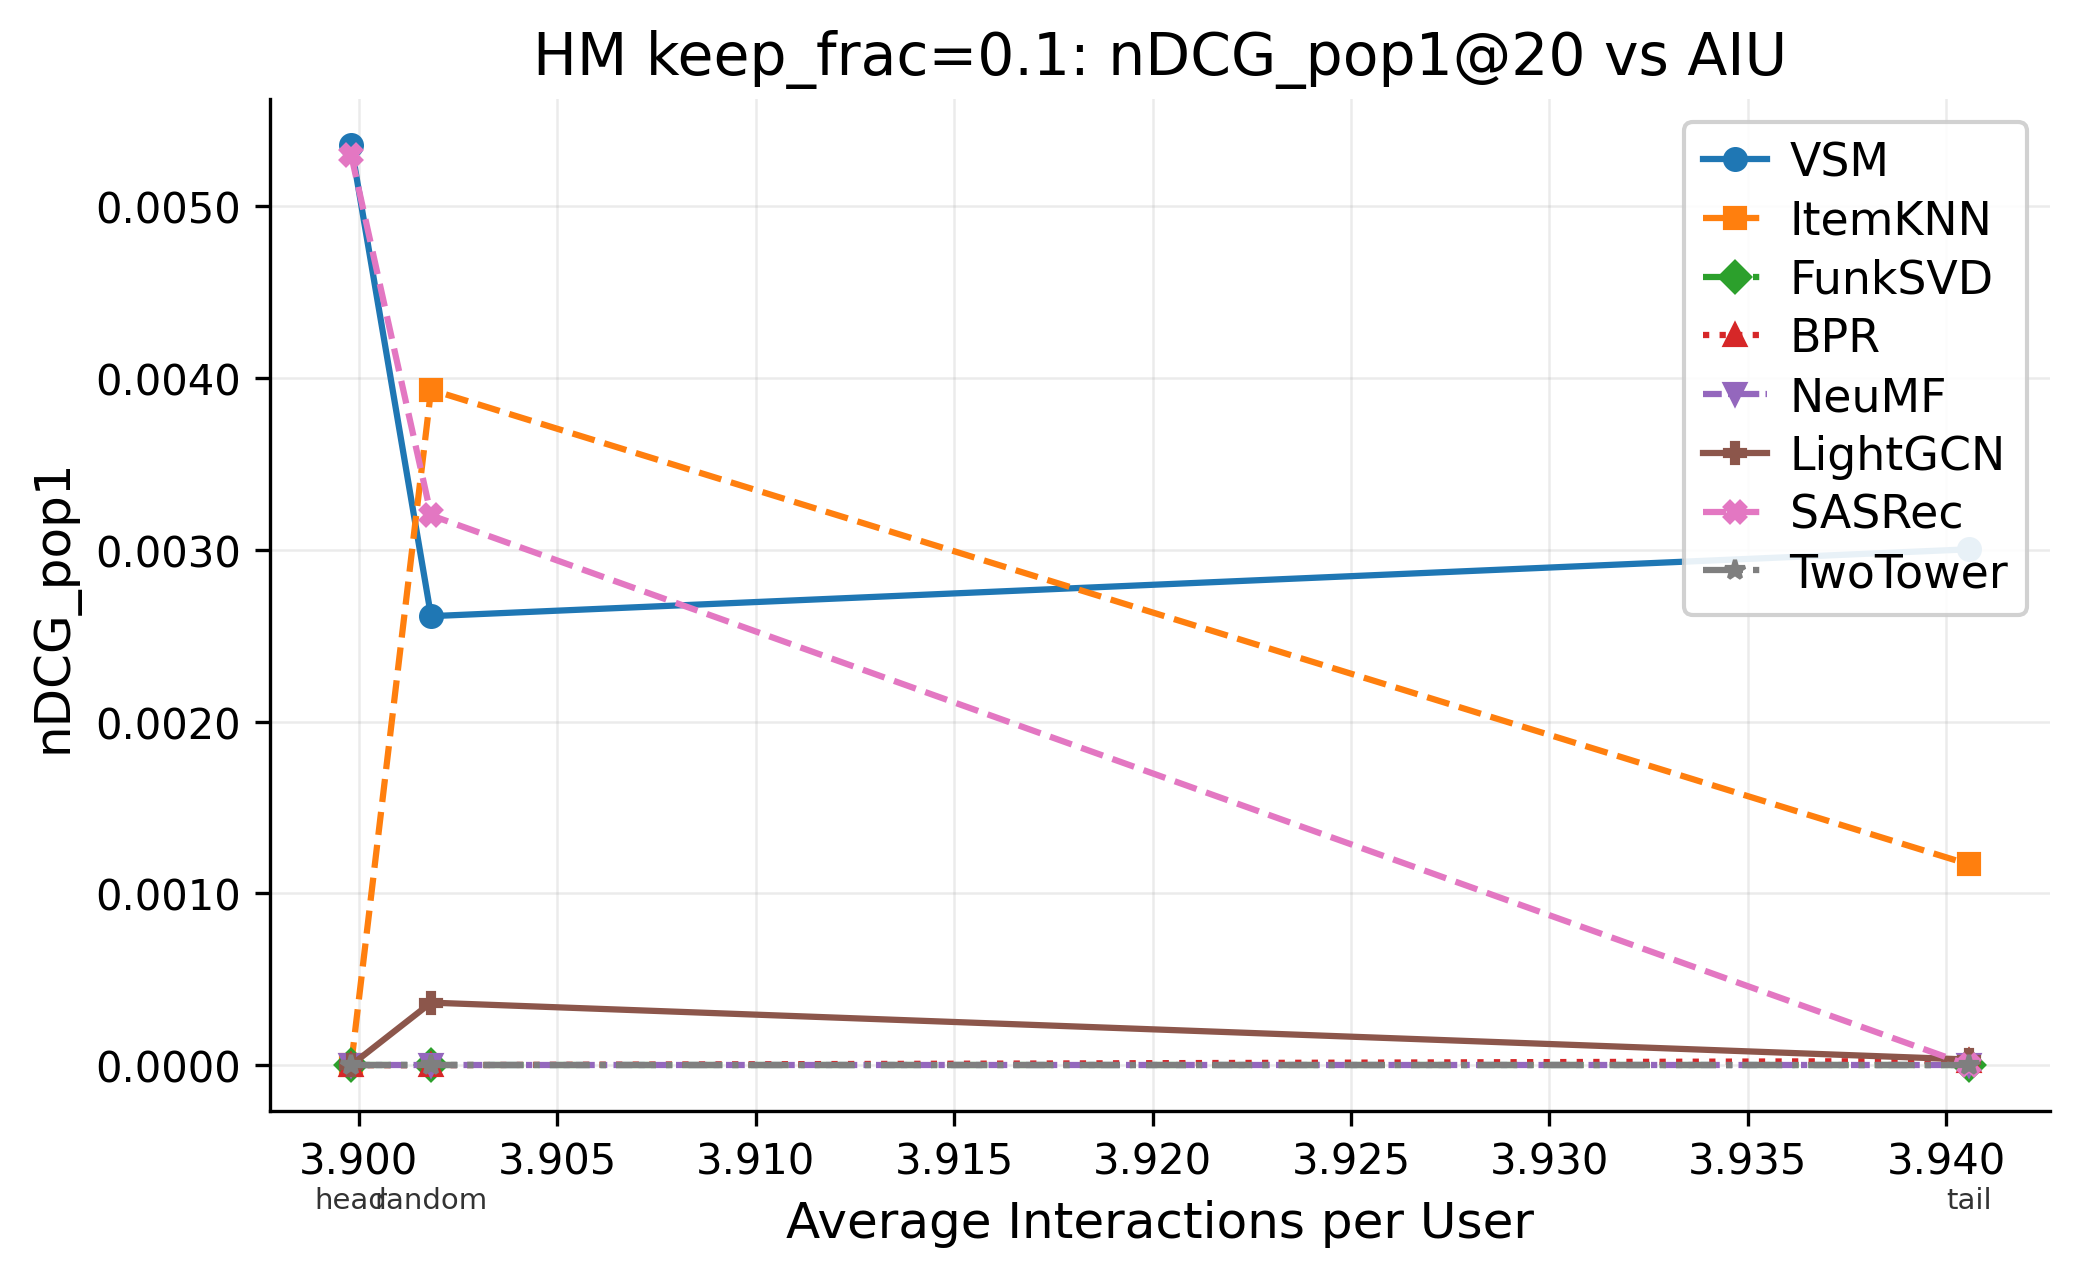 HM keep_frac=0.1: nDCG_pop1@20 vs AIU
nDCG_pop1
0.0050
0.0040
0.0030
0.0020
0.0010
0.0000
VSM
ItemKNN
FunkSVD
BPR
NeuMF
LightGCN
SASRec
TwoTower
3.900 3.905 3.910 3.915 3.920 3.925 3.930 3.935 3.940
head random tail
Average Interactions per User